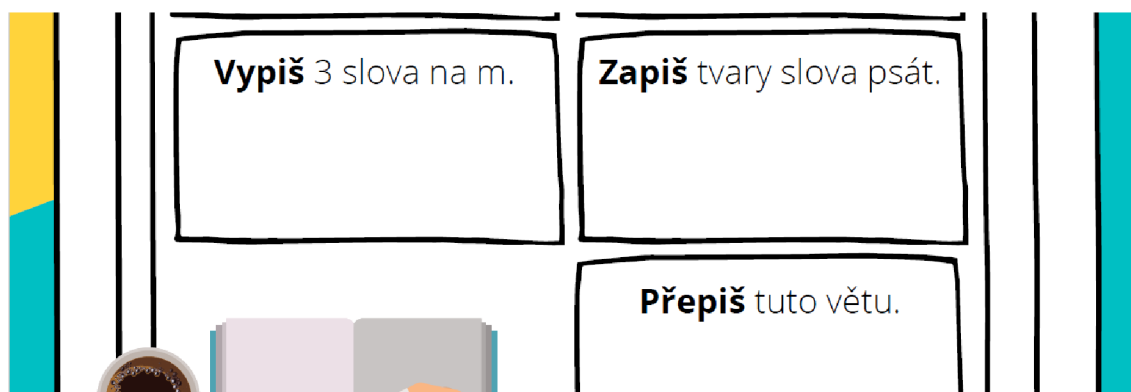 Vypiš 3 slova na m.
Zapiš tvary slova psát.
Přepiš tuto větu.